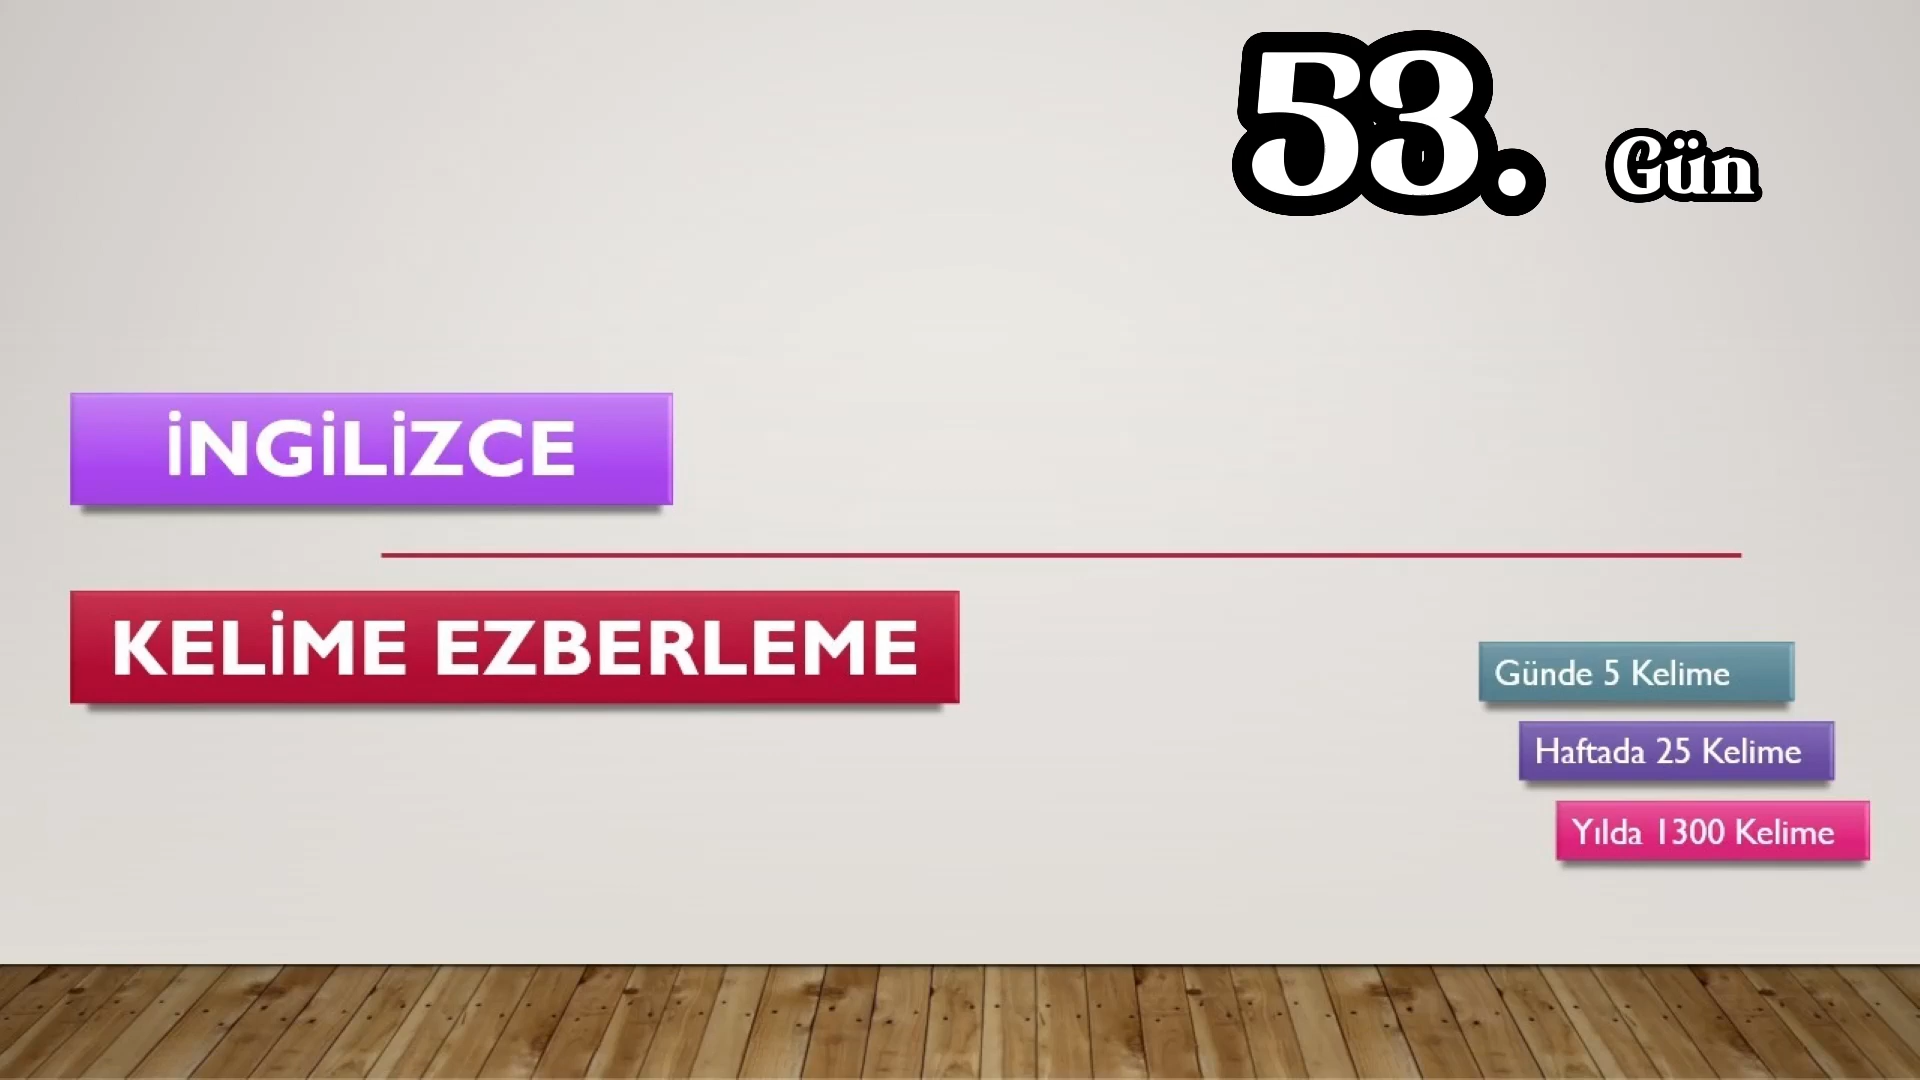 53. Gün
İNGİLİZCE
KELİME EZBERLEME
Günde 5 Kelime
Haftada 25 Kelime
Yılda 1300 Kelime